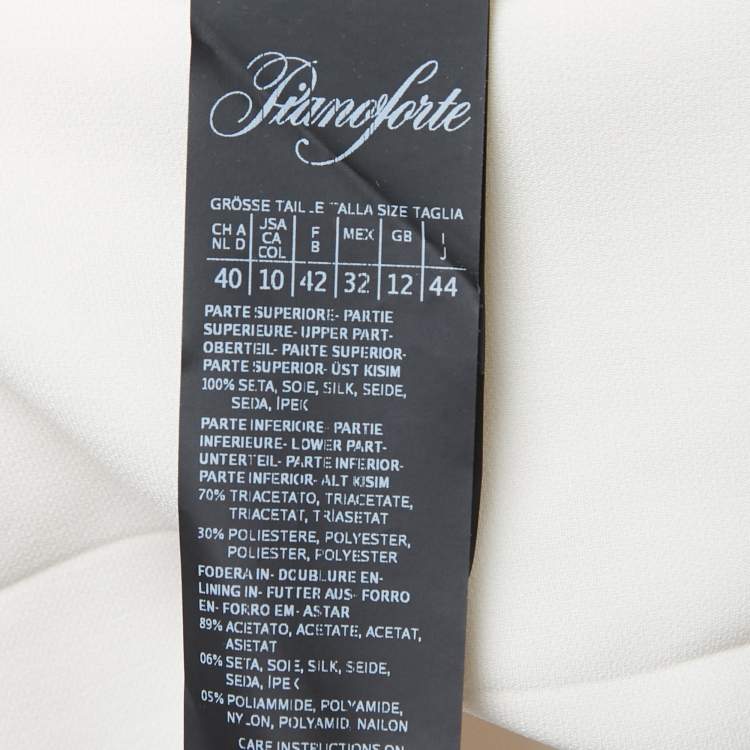 Pianoforte
GRÖSSE TAILLE TALLA SIZE TAGLIA
CH A NL D | USA CA COL | F B | MEX | GB | I J
40 | 10 | 42 | 32 | 12 | 44
PARTE SUPERIORE- PARTIE
SUPERIEURE- UPPER PART-
OBERTEIL- PARTE SUPERIOR-
PARTE SUPERIOR- ÜST KISIM
100% SETA, SOIE, SILK, SEIDE,
SEDA, İPEK
PARTE INFERIORE- PARTIE
INFERIEURE- LOWER PART-
UNTERTEIL- PARTE INFERIOR-
PARTE INFERIOR- ALT KISIM
70% TRIACETATO, TRIACETATE,
TRIACETAT, TRİASETAT
30% POLIESTERE, POLYESTER,
POLIESTER, POLYESTER
FODERA IN- DOUBLURE EN-
LINING IN- FUTTER AUS- FORRO
EN- FORRO EM- ASTAR
89% ACETATO, ACETATE, ACETAT,
ASETAT
06% SETA, SOIE, SILK, SEIDE,
SEDA, İPEK
05% POLIAMMIDE, POLYAMIDE,
NYLON, POLYAMID, NAILON
CARE INSTRUCTIONS ON